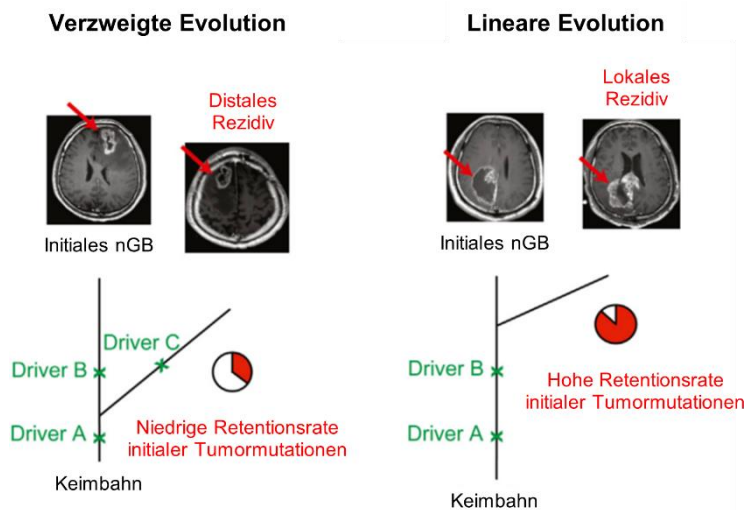 Verzweigte Evolution
Distales
Rezidiv
Initiales nGB
Driver C
Driver B
Driver A
Niedrige Retentionsrate
initialer Tumormutationen
Keimbahn
Lineare Evolution
Lokales
Rezidiv
Initiales nGB
Driver B
Driver A
Hohe Retentionsrate
initialer Tumormutationen
Keimbahn